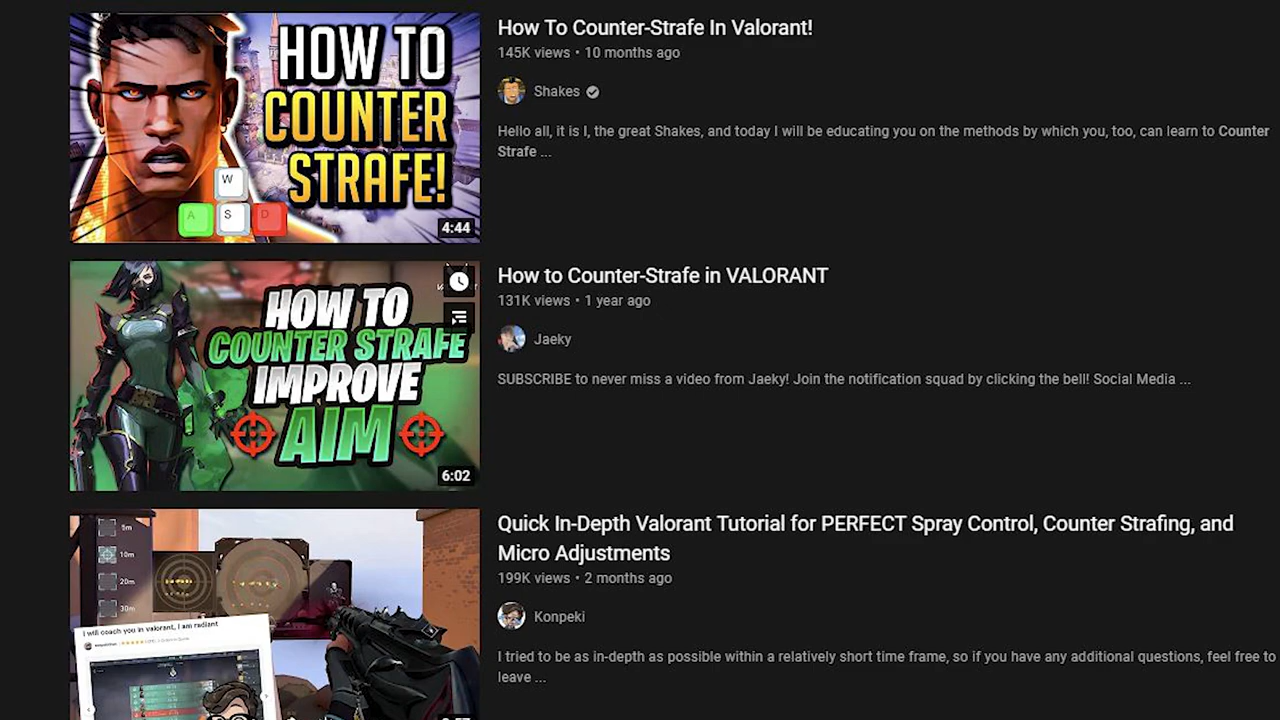 HOW TO
COUNTER
STRAFE!
W
A
S
D
4:44
How To Counter-Strafe In Valorant!
145K views • 10 months ago
Shakes
Hello all, it is I, the great Shakes, and today I will be educating you on the methods by which you, too, can learn to Counter
Strafe ...
HOW TO
COUNTER STRAFE
IMPROVE
AIM
6:02
How to Counter-Strafe in VALORANT
131K views • 1 year ago
Jaeky
SUBSCRIBE to never miss a video from Jaeky! Join the notification squad by clicking the bell! Social Media ...
10m
20m
30m
I will coach you in valorant, I am radiant
Quick In-Depth Valorant Tutorial for PERFECT Spray Control, Counter Strafing, and
Micro Adjustments
199K views • 2 months ago
Konpeki
I tried to be as in-depth as possible within a relatively short time frame, so if you have any additional questions, feel free to
leave ...